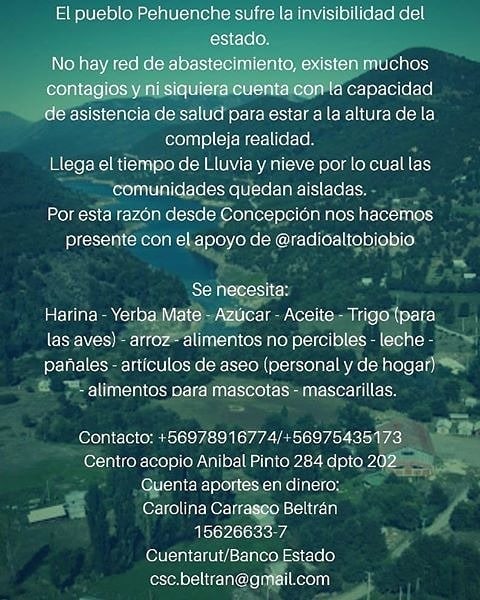 El pueblo Pehuenche sufre la invisibilidad del
estado.
No hay red de abastecimiento, existen muchos
contagios y ni siquiera cuenta con la capacidad
de asistencia de salud para estar a la altura de la
compleja realidad.
Llega el tiempo de Lluvia y nieve por lo cual las
comunidades quedan aisladas.
Por esta razón desde Concepción nos hacemos
presente con el apoyo de @radioaltobiobio
Se necesita:
Harina - Yerba Mate - Azúcar - Aceite - Trigo (para
las aves) - arroz - alimentos no percibles - leche -
pañales - artículos de aseo (personal y de hogar)
- alimentos para mascotas - mascarillas.
Contacto: +56978916774/+56975435173
Centro acopio Anibal Pinto 284 dpto 202
Cuenta aportes en dinero:
Carolina Carrasco Beltrán
15626633-7
Cuentarut/Banco Estado
csc.beltran@gmail.com